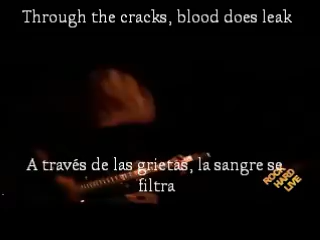 Through the cracks, blood does leak
A través de las grietas, la sangre se
filtra
ROCK
HARD
LIVE